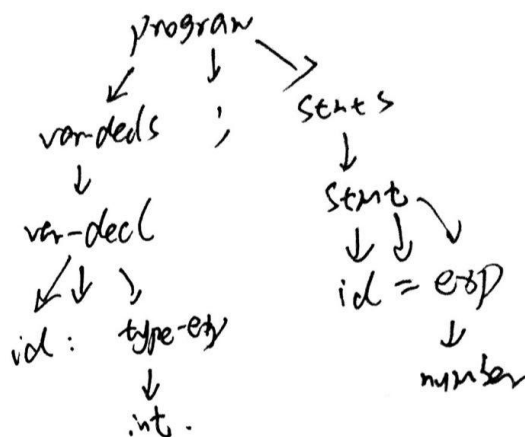 program
var-decls ; stmts
var-decl stmt
id : type-exp id = exp
int number